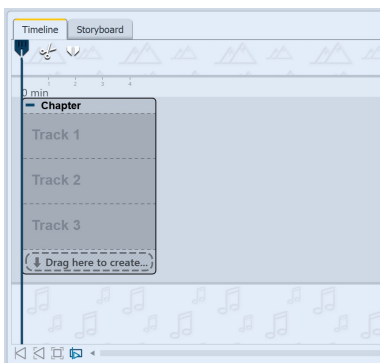 Timeline Storyboard
1 2 3 4
0 min
Chapter
Track 1
Track 2
Track 3
Drag here to create...